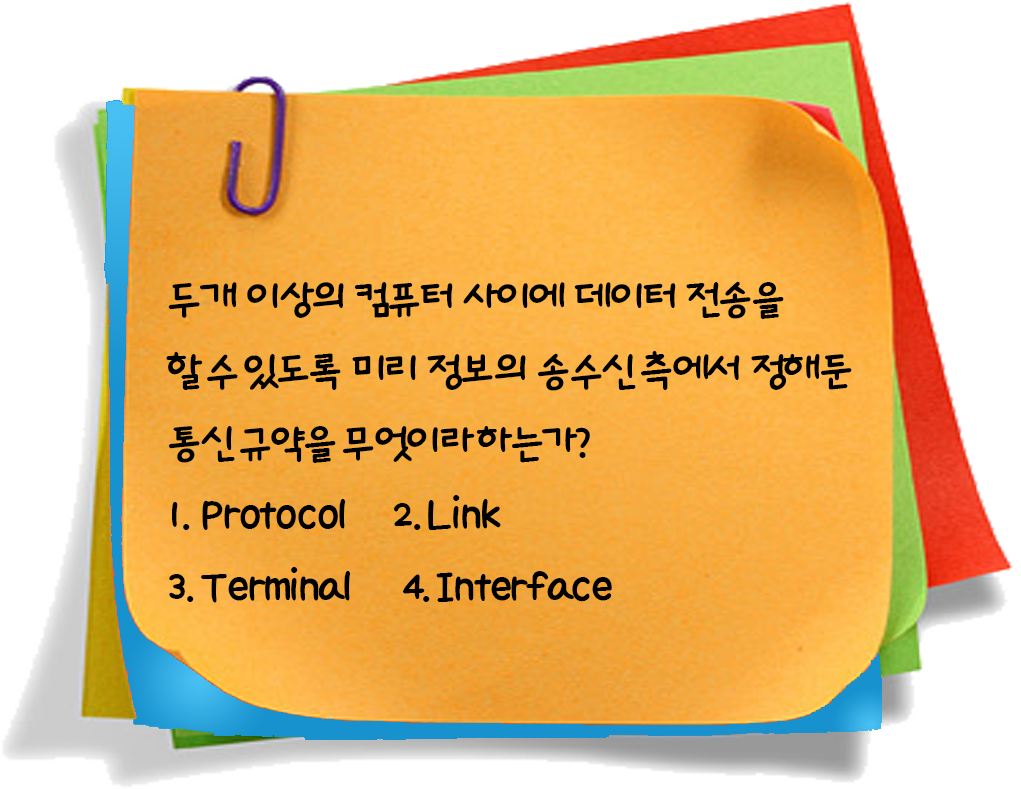 두개 이상의 컴퓨터 사이에 데이터 전송을
할 수 있도록 미리 정보의 송수신 측에서 정해둔
통신 규약을 무엇이라 하는가?
1. Protocol 2. Link
3. Terminal 4. Interface